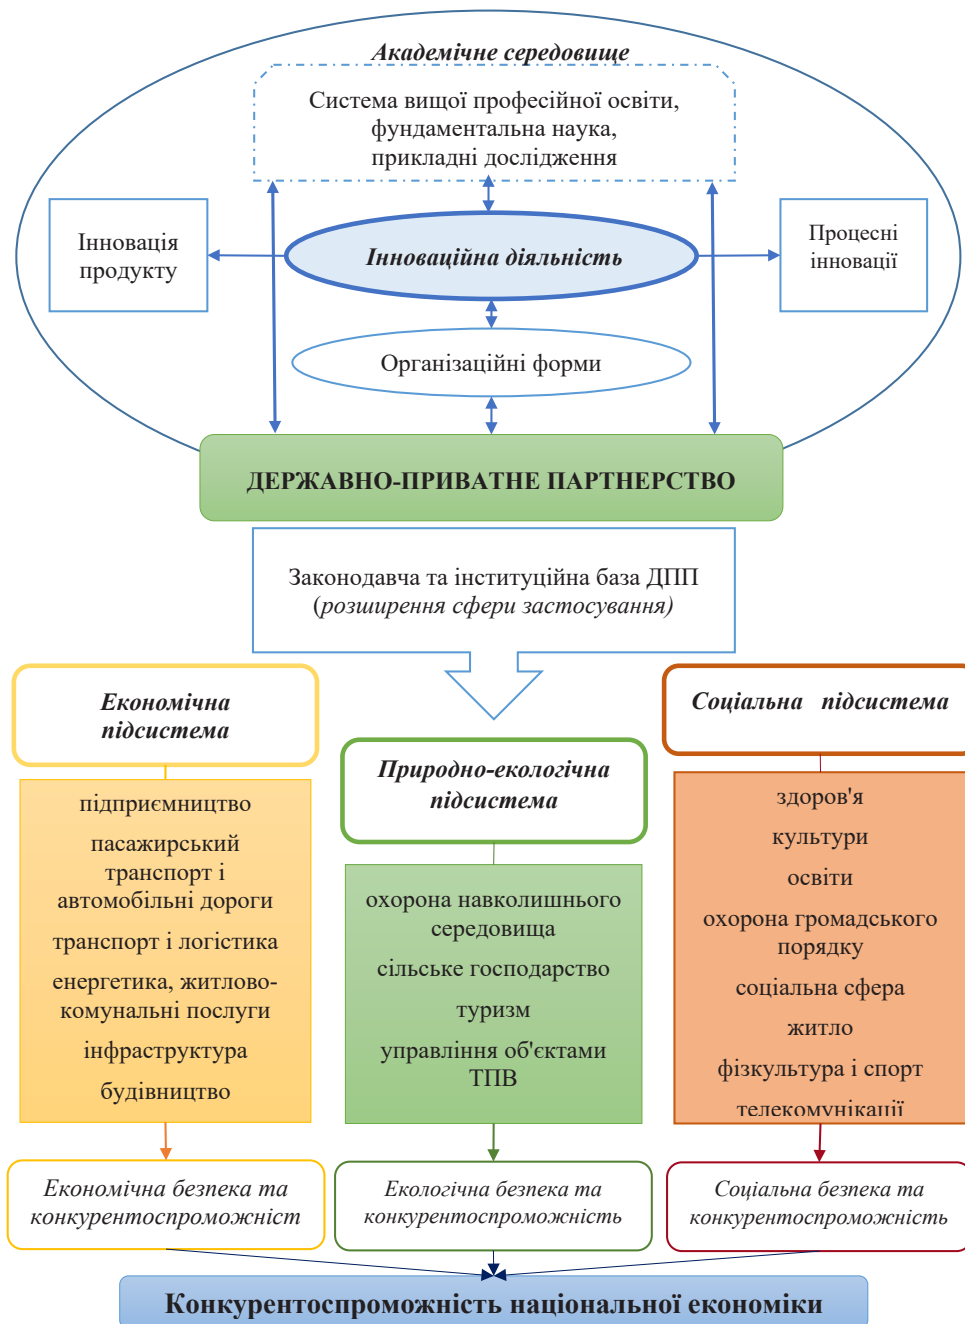 Академічне середовище
Система вищої професійної освіти,
фундаментальна наука,
прикладні дослідження
Інновація
продукту
Інноваційна діяльність
Процесні
інновації
Організаційні форми
ДЕРЖАВНО-ПРИВАТНЕ ПАРТНЕРСТВО
Законодавча та інституційна база ДПП
(розширення сфери застосування)
Економічна
підсистема
підприємництво
пасажирський
транспорт і
автомобільні дороги
транспорт і логістика
енергетика, житлово-
комунальні послуги
інфраструктура
будівництво
Економічна безпека та
конкурентоспроможніст
Природно-екологічна
підсистема
охорона навколишнього
середовища
сільське господарство
туризм
управління об'єктами
ТПВ
Екологічна безпека та
конкурентоспроможність
Соціальна підсистема
здоров'я
культури
освіти
охорона громадського
порядку
соціальна сфера
житло
фізкультура і спорт
телекомунікації
Соціальна безпека та
конкурентоспроможність
Конкурентоспроможність національної економіки